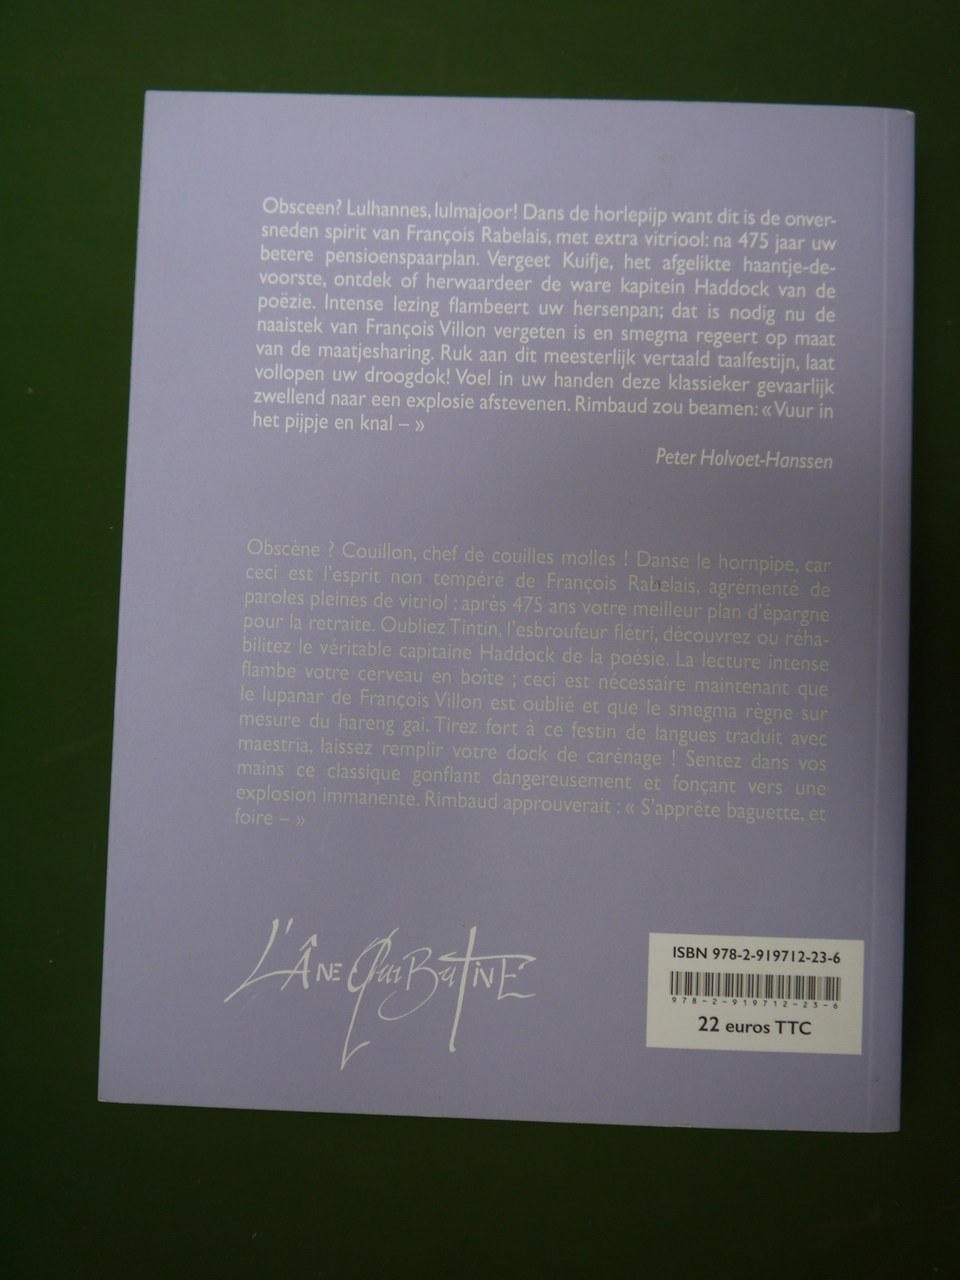 Obsceen? Lulhannes, lulmajoor! Dans de horlepijp want dit is de onver-
sneden spirit van François Rabelais, met extra vitriool: na 475 jaar uw
betere pensioenspaarplan. Vergeet Kuifje, het afgelikte haantje-de-
voorste, ontdek of herwaardeer de ware kapitein Haddock van de
poëzie. Intense lezing flambeert uw hersenpan; dat is nodig nu de
naaistek van François Villon vergeten is en smegma regeert op maat
van de maatjesharing. Ruk aan dit meesterlijk vertaald taalfestijn, laat
vollopen uw droogdok! Voel in uw handen deze klassieker gevaarlijk
zwellend naar een explosie afstevenen. Rimbaud zou beamen: « Vuur in
het pijpje en knal – »
Peter Holvoet-Hanssen
Obscène ? Couillon, chef de couilles molles ! Danse le hornpipe, car
ceci est l'esprit non tempéré de François Rabelais, agrémenté de
paroles pleines de vitriol : après 475 ans votre meilleur plan d'épargne
pour la retraite. Oubliez Tintin, l'esbroufeur flétri, découvrez ou réha-
bilitez le véritable capitaine Haddock de la poésie. La lecture intense
flambe votre cerveau en boîte ; ceci est nécessaire maintenant que
le lupanar de François Villon est oublié et que le smegma règne sur
mesure du hareng gai. Tirez fort à ce festin de langues traduit avec
maestria, laissez remplir votre dock de carénage ! Sentez dans vos
mains ce classique gonflant dangereusement et fonçant vers une
explosion immanente. Rimbaud approuverait : « S'apprête baguette, et
foire – »
L'Âne Qui Butine
ISBN 978-2-919712-23-6
978-2-919712-23-6
22 euros TTC